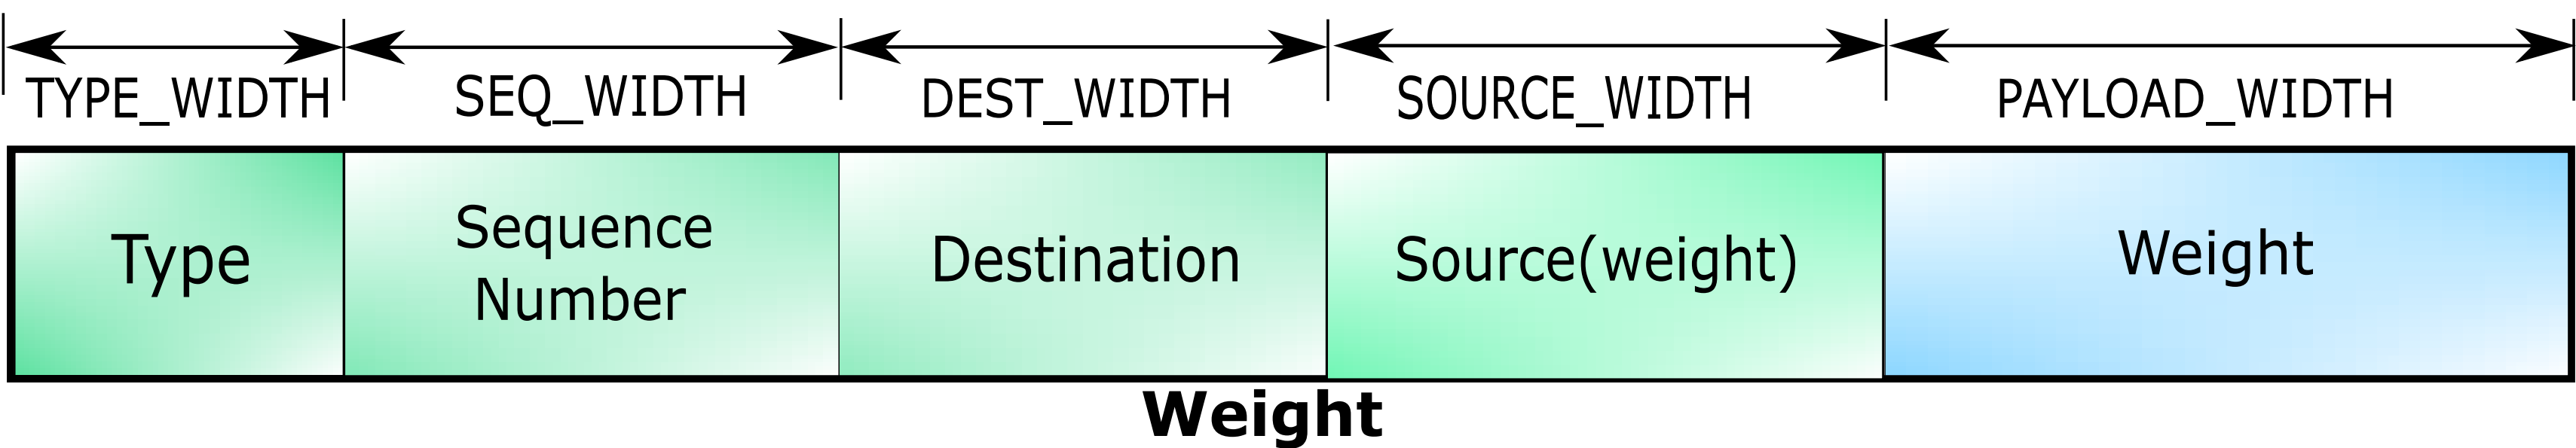 TYPE_WIDTH
SEQ_WIDTH
DEST_WIDTH
SOURCE_WIDTH
PAYLOAD_WIDTH
Type
Sequence
Number
Destination
Source(weight)
Weight
Weight